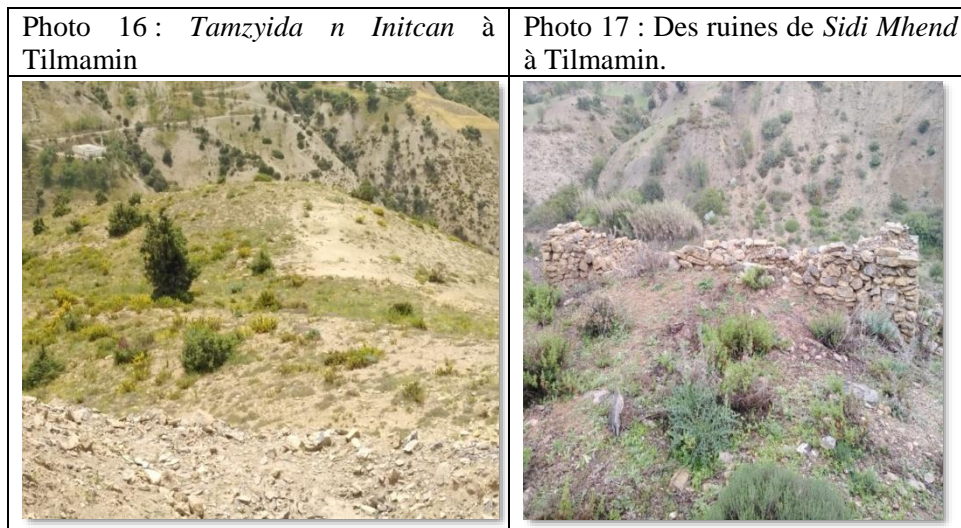 Photo 16 : Tamzyida n Initcan à
Tilmamin
Photo 17 : Des ruines de Sidi Mhend
à Tilmamin.